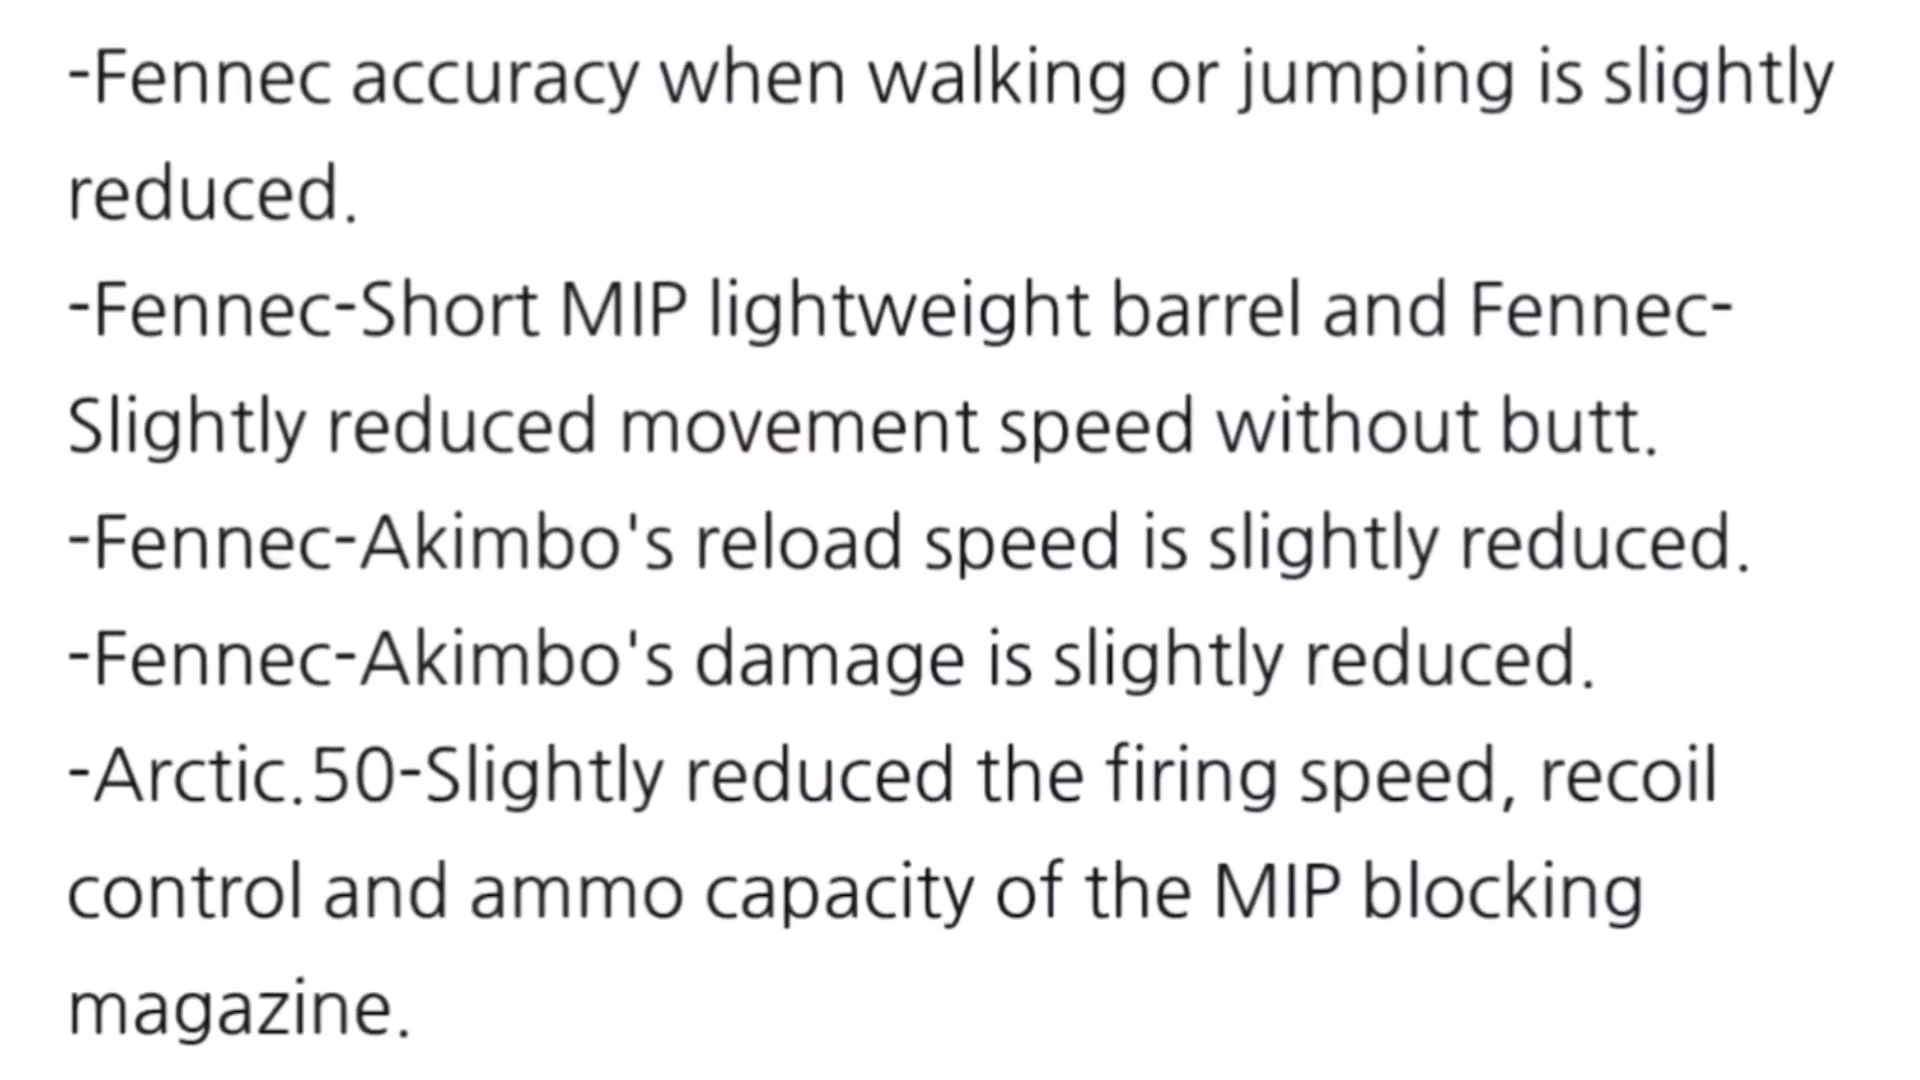 -Fennec accuracy when walking or jumping is slightly
reduced.
-Fennec-Short MIP lightweight barrel and Fennec-
Slightly reduced movement speed without butt.
-Fennec-Akimbo's reload speed is slightly reduced.
-Fennec-Akimbo's damage is slightly reduced.
-Arctic.50-Slightly reduced the firing speed, recoil
control and ammo capacity of the MIP blocking
magazine.